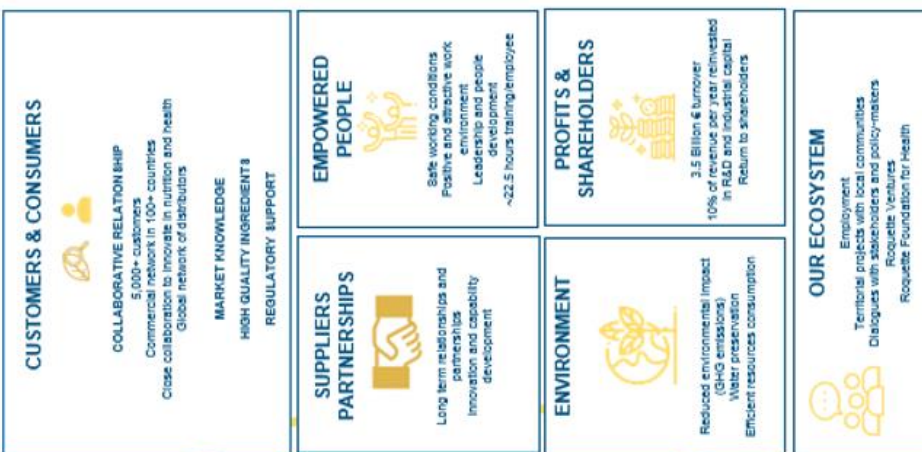 CUSTOMERS & CONSUMERS
COLLABORATIVE RELATIONSHIP
5,000+ customers
Commercial network in 100+ countries
Close collaboration to innovate in nutrition and health
Global network of distributors
MARKET KNOWLEDGE
HIGH QUALITY INGREDIENTS
REGULATORY SUPPORT
SUPPLIERS
PARTNERSHIPS
Long term relationships and
partnerships
Innovation and capability
development
EMPOWERED
PEOPLE
Safe working conditions
Positive and attractive work
environment
Leadership and people
development
~22.5 hours training/employee
ENVIRONMENT
Reduced environmental impact
(GHG emissions)
Water preservation
Efficient resources consumption
PROFITS &
SHAREHOLDERS
3.5 Billion € turnover
10% of revenue per year reinvested
in R&D and industrial capital
Return to shareholders
OUR ECOSYSTEM
Employment
Territorial projects with local communities
Dialogues with stakeholders and policy-makers
Roquette Ventures
Roquette Foundation for Health